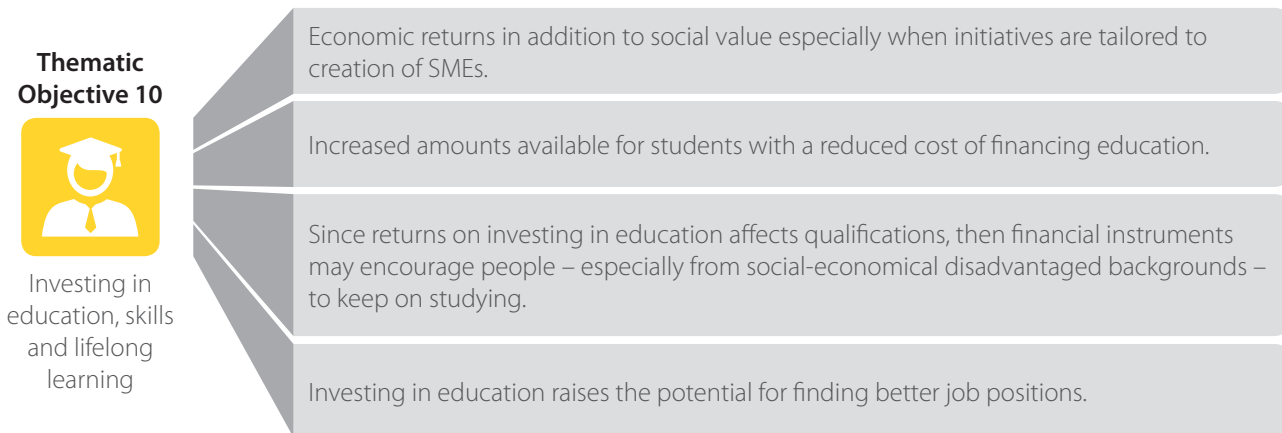 Thematic
Objective 10
Investing in
education, skills
and lifelong
learning
Economic returns in addition to social value especially when initiatives are tailored to
creation of SMEs.
Increased amounts available for students with a reduced cost of financing education.
Since returns on investing in education affects qualifications, then financial instruments
may encourage people – especially from social-economical disadvantaged backgrounds –
to keep on studying.
Investing in education raises the potential for finding better job positions.